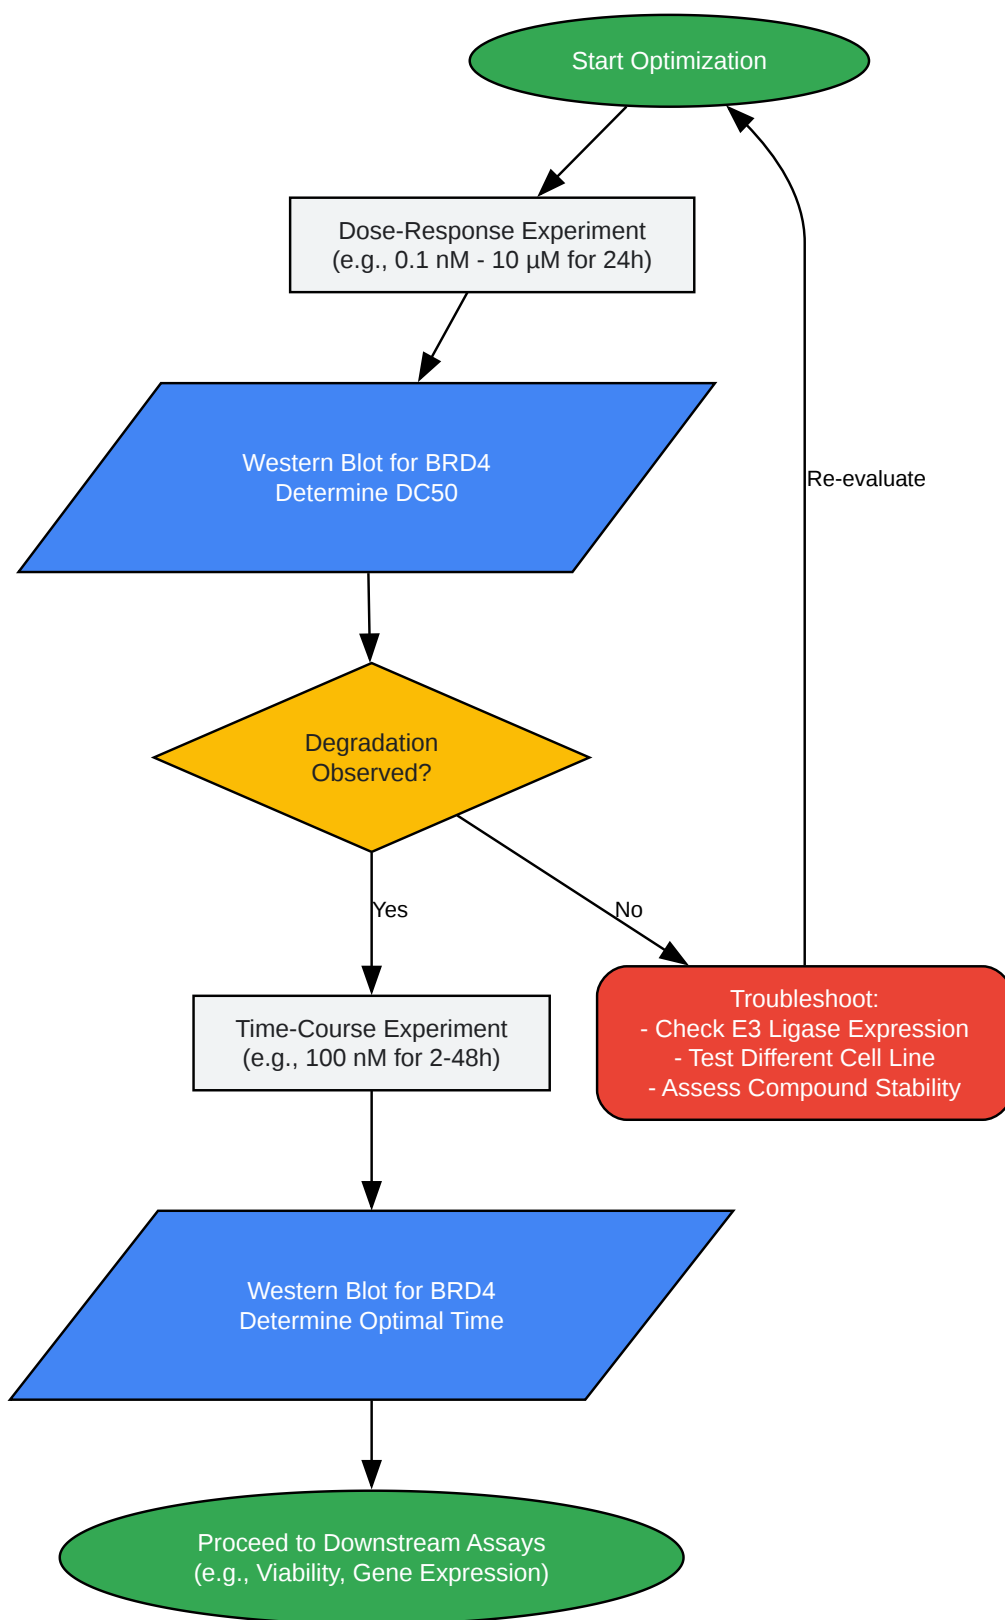 Start Optimization
Dose-Response Experiment
(e.g., 0.1 nM - 10 µM for 24h)
Western Blot for BRD4
Determine DC50
Re-evaluate
Degradation
Observed?
Yes
No
Time-Course Experiment
(e.g., 100 nM for 2-48h)
Troubleshoot:
- Check E3 Ligase Expression
- Test Different Cell Line
- Assess Compound Stability
Western Blot for BRD4
Determine Optimal Time
Proceed to Downstream Assays
(e.g., Viability, Gene Expression)